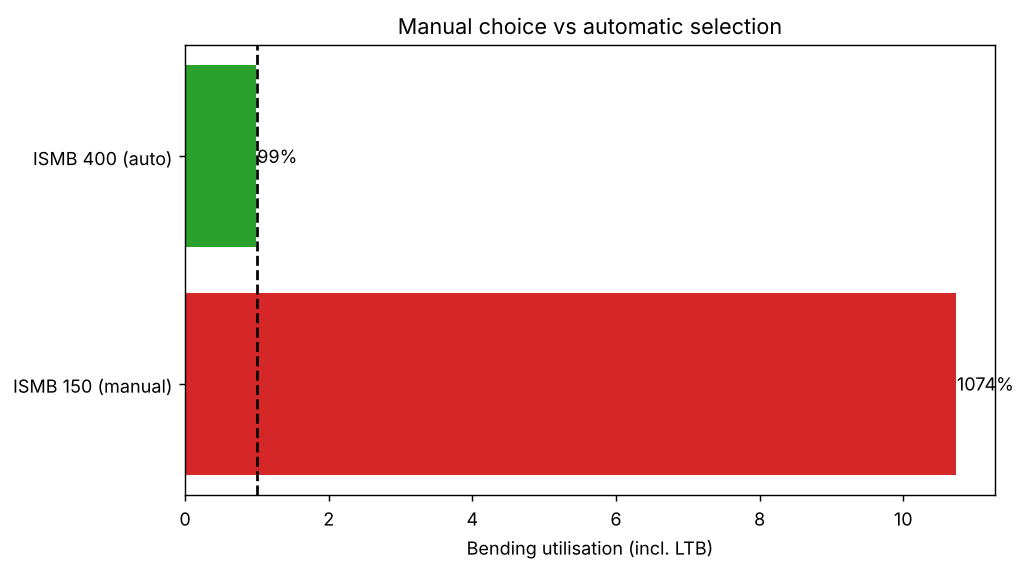 Manual choice vs automatic selection
ISMB 400 (auto)
99%
ISMB 150 (manual)
1074%
0 2 4 6 8 10
Bending utilisation (incl. LTB)